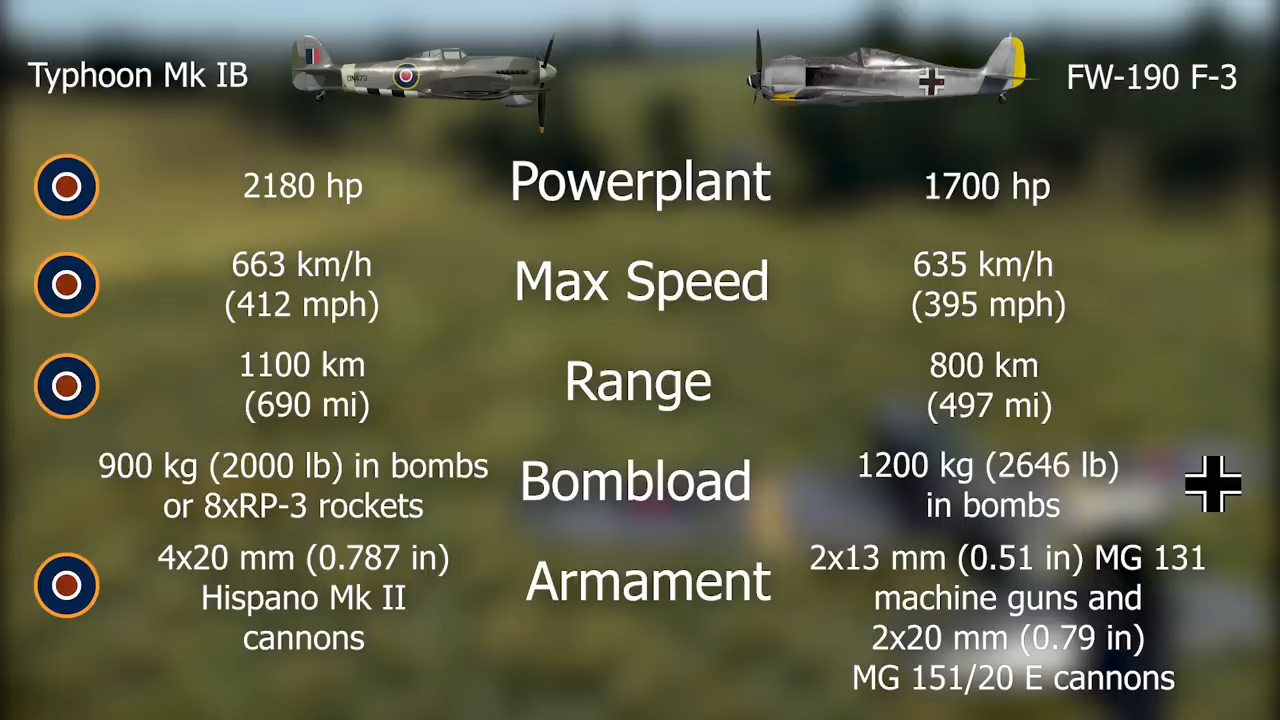 Typhoon Mk IB
FW-190 F-3
2180 hp
Powerplant
1700 hp
663 km/h
(412 mph)
Max Speed
635 km/h
(395 mph)
1100 km
(690 mi)
Range
800 km
(497 mi)
900 kg (2000 lb) in bombs
or 8xRP-3 rockets
Bombload
1200 kg (2646 lb)
in bombs
4x20 mm (0.787 in)
Hispano Mk II
cannons
Armament
2x13 mm (0.51 in) MG 131
machine guns and
2x20 mm (0.79 in)
MG 151/20 E cannons